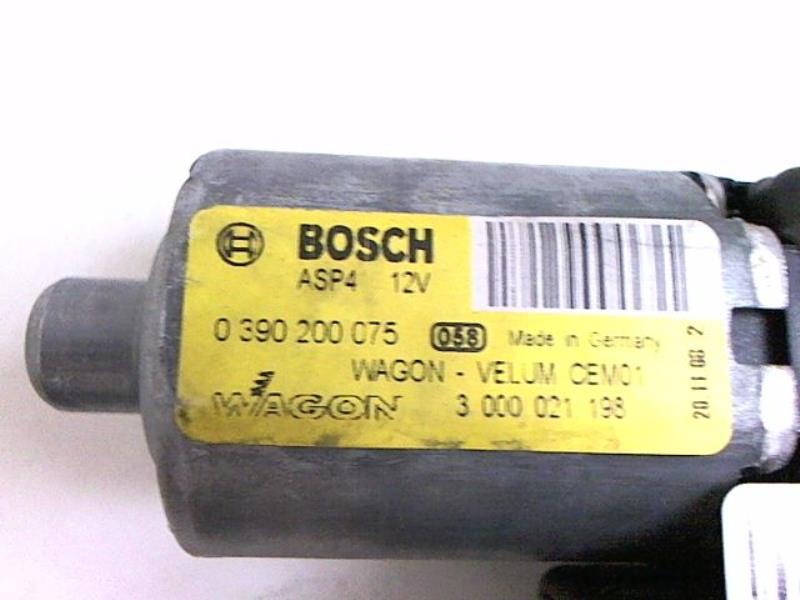 BOSCH
ASP4 12V
0 390 200 075 058 Made in Germany
WAGON - VELUM CEM01
WAGON 3 000 021 198
20 11 06 2